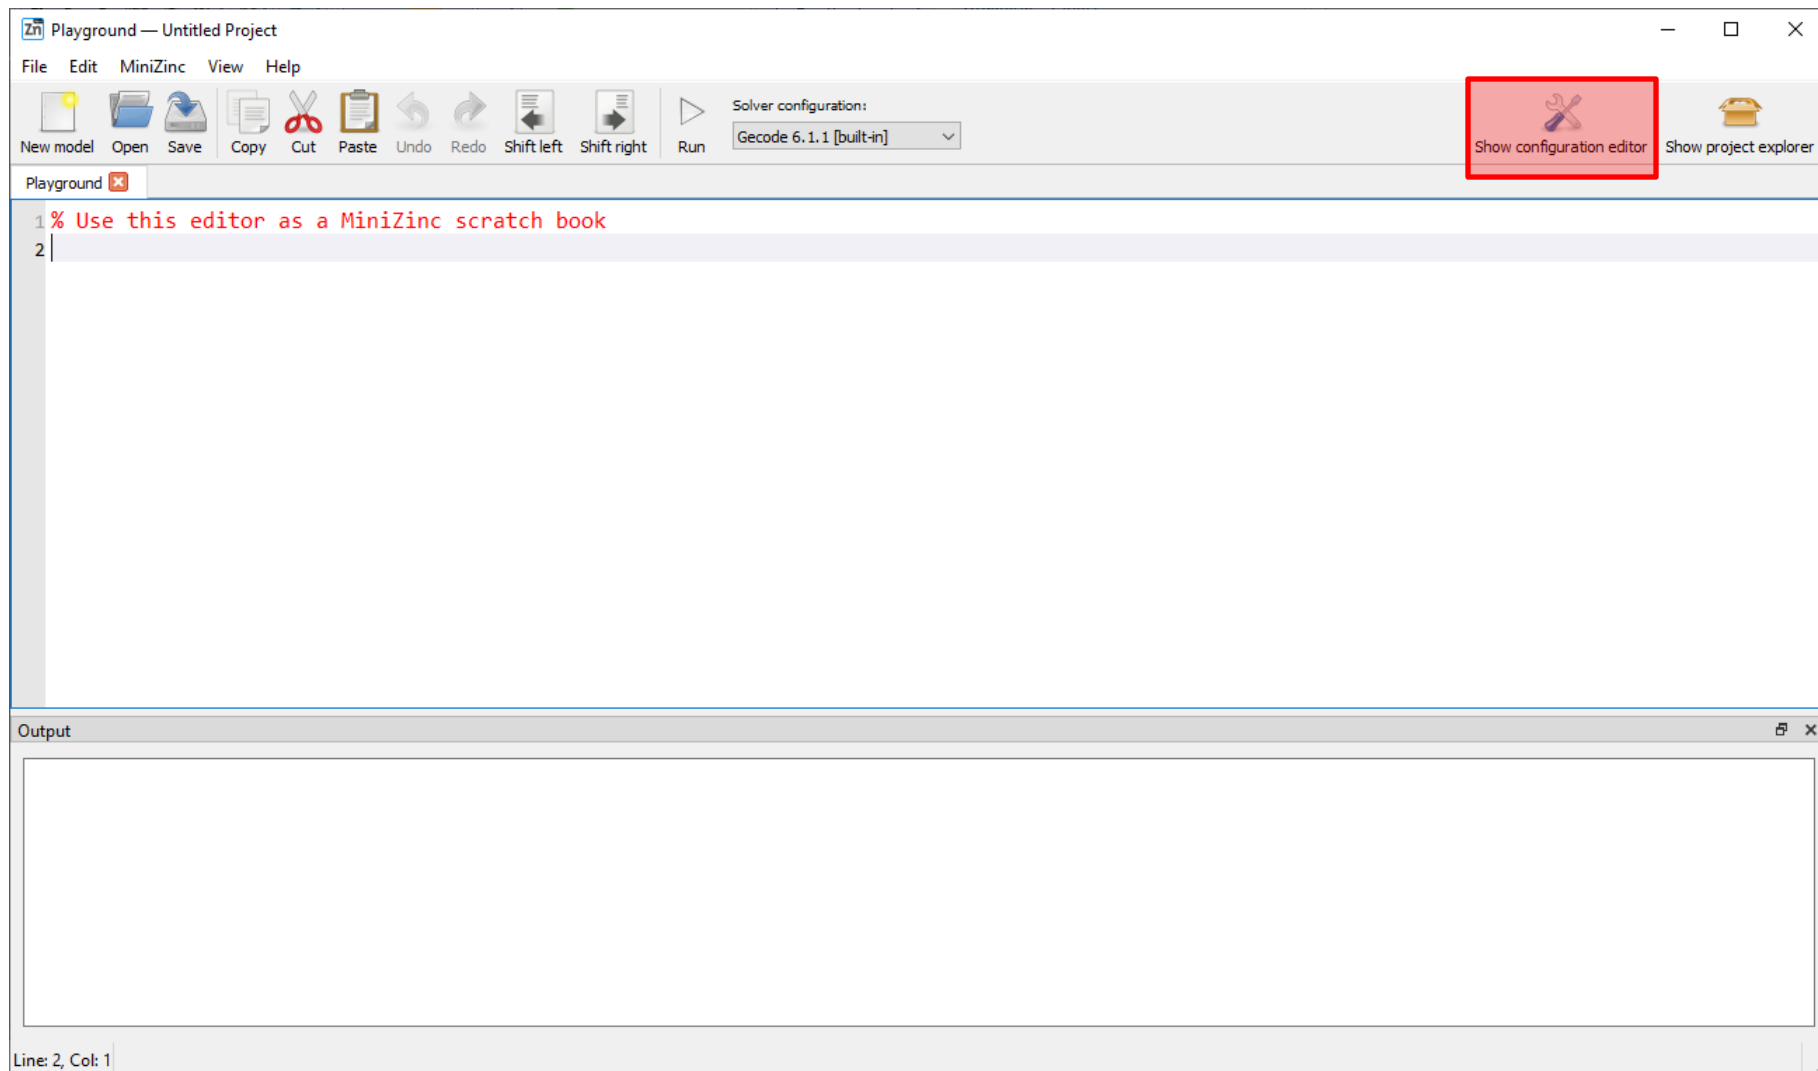 Zn Playground — Untitled Project
File Edit MiniZinc View Help
Solver configuration:
Gecode 6.1.1 [built-in]
New model Open Save Copy Cut Paste Undo Redo Shift left Shift right Run Show configuration editor Show project explorer
Playground
1 % Use this editor as a MiniZinc scratch book
2
Output
Line: 2, Col: 1